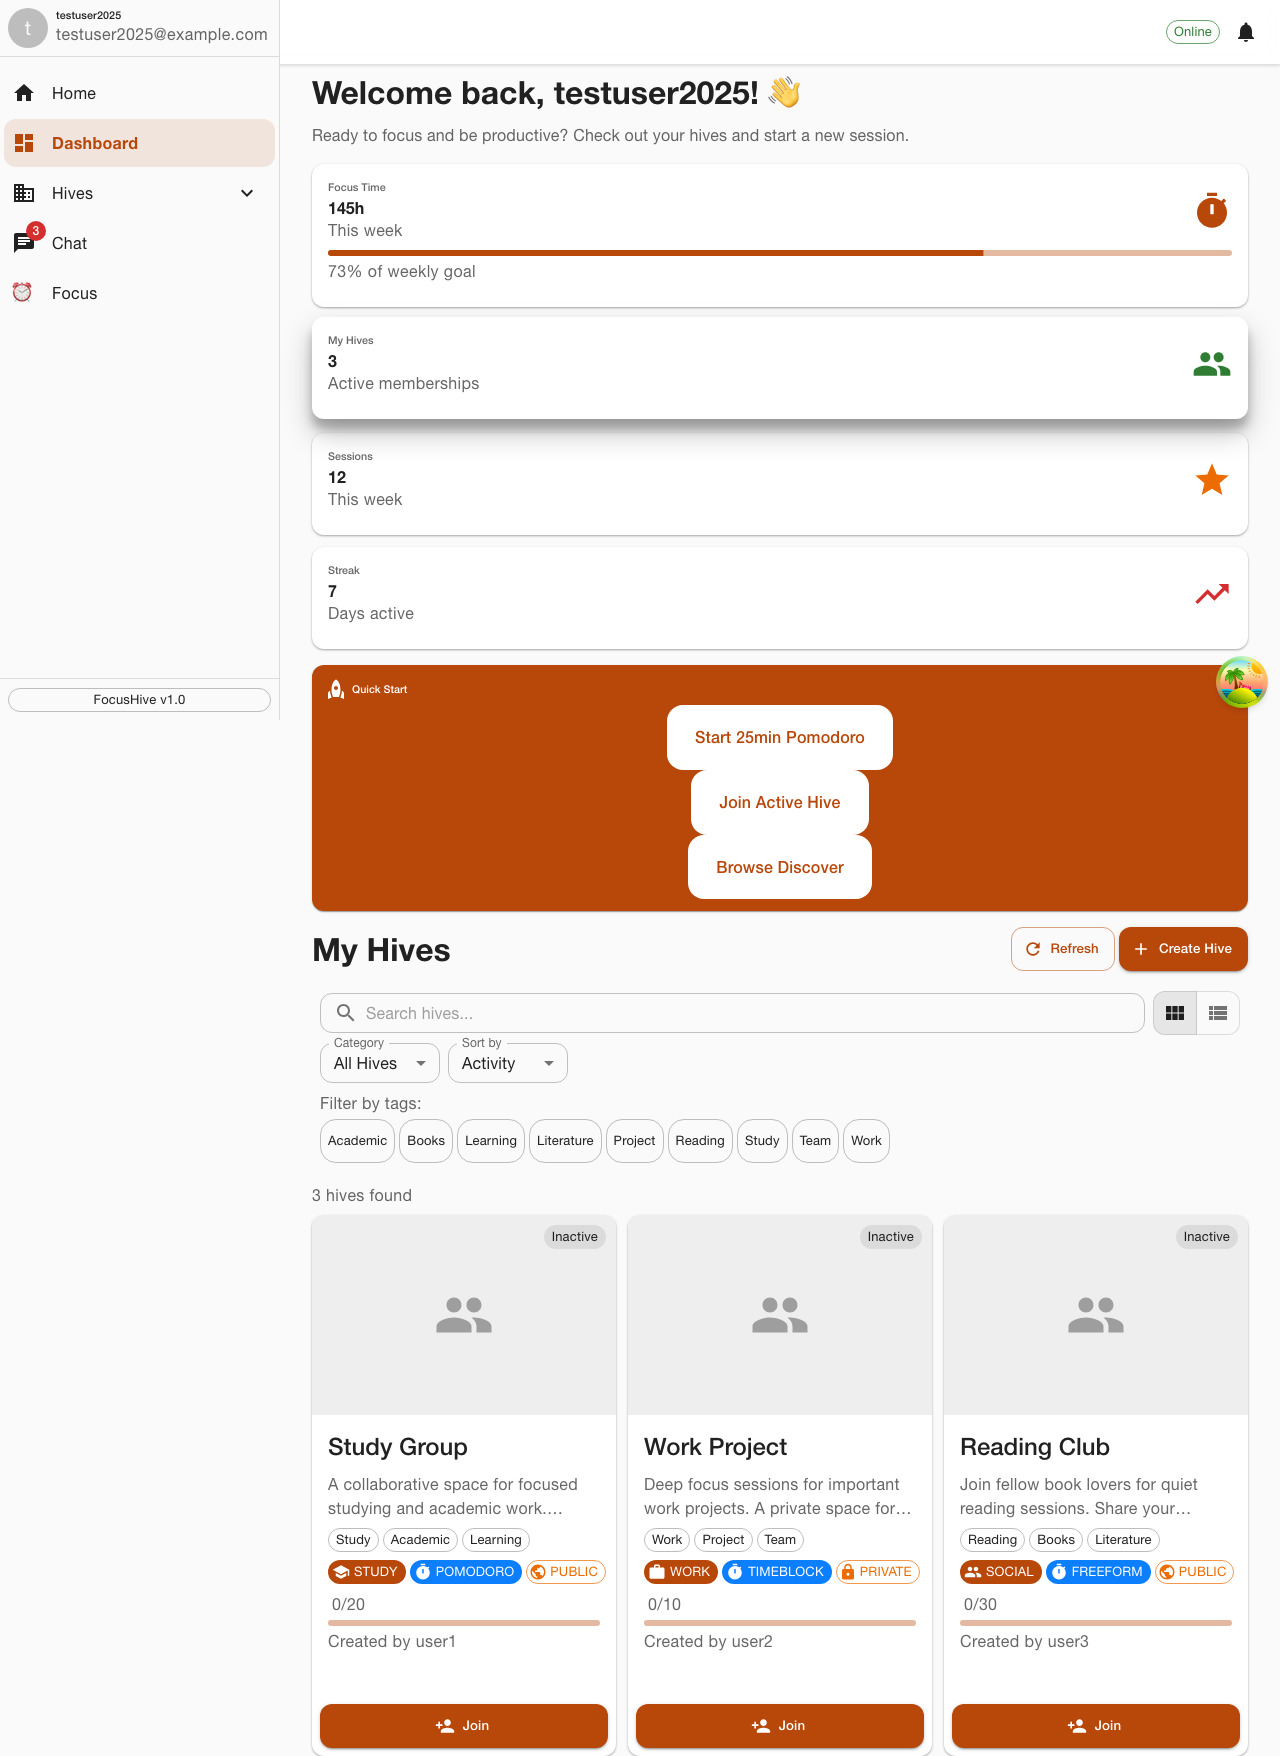 t
testuser2025
testuser2025@example.com
Home
Dashboard
Hives
3
Chat
Focus
FocusHive v1.0
Online
Welcome back, testuser2025! 👋
Ready to focus and be productive? Check out your hives and start a new session.
Focus Time
145h
This week
73% of weekly goal
My Hives
3
Active memberships
Sessions
12
This week
Streak
7
Days active
Quick Start
Start 25min Pomodoro
Join Active Hive
Browse Discover
My Hives
Refresh
Create Hive
Search hives...
Category
All Hives
Sort by
Activity
Filter by tags:
Academic Books Learning Literature Project Reading Study Team Work
3 hives found
Inactive
Study Group
A collaborative space for focused
studying and academic work....
Study Academic Learning
STUDY POMODORO PUBLIC
0/20
Created by user1
Join
Inactive
Work Project
Deep focus sessions for important
work projects. A private space for...
Work Project Team
WORK TIMEBLOCK PRIVATE
0/10
Created by user2
Join
Inactive
Reading Club
Join fellow book lovers for quiet
reading sessions. Share your...
Reading Books Literature
SOCIAL FREEFORM PUBLIC
0/30
Created by user3
Join